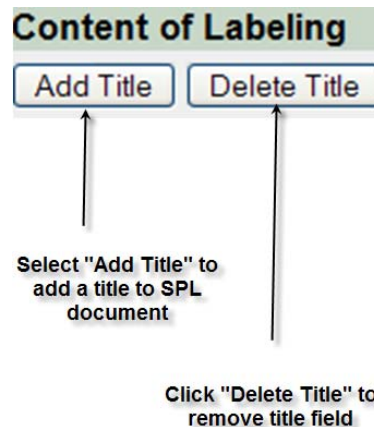 Content of Labeling
Add Title
Delete Title
Select "Add Title" to
add a title to SPL
document
Click "Delete Title" to
remove title field